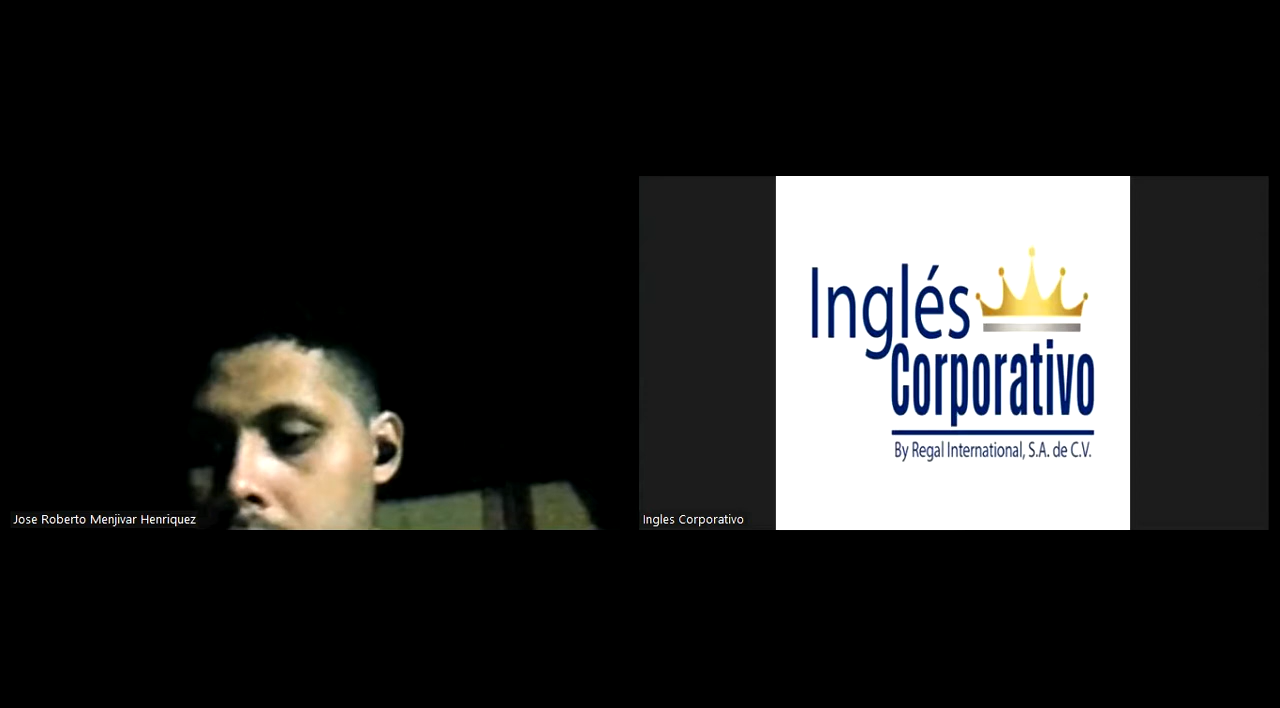 Jose Roberto Menjivar Henriquez
Inglés
Corporativo
By Regal International, S.A. de C.V.
Ingles Corporativo